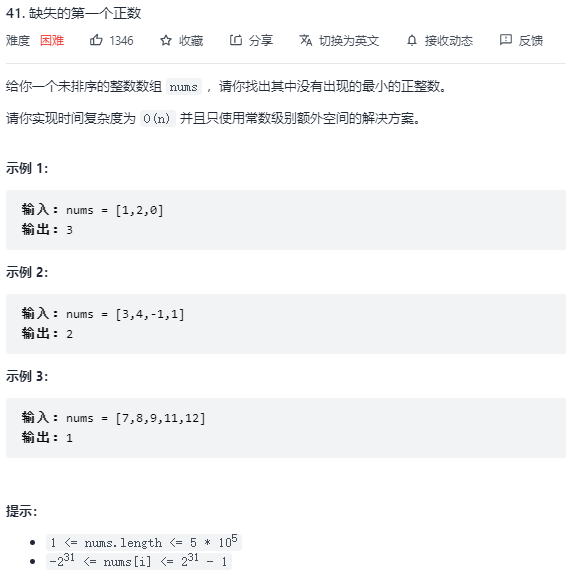 41. 缺失的第一个正数
难度 困难 1346 收藏 分享 切换为英文 接收动态 反馈
给你一个未排序的整数数组 nums ，请你找出其中没有出现的最小的正整数。
请你实现时间复杂度为 O(n) 并且只使用常数级别额外空间的解决方案。
示例 1：
输入：nums = [1,2,0]
输出：3
示例 2：
输入：nums = [3,4,-1,1]
输出：2
示例 3：
输入：nums = [7,8,9,11,12]
输出：1
提示：
• 1 <= nums.length <= 5 * 10⁵
• -2³¹ <= nums[i] <= 2³¹ - 1